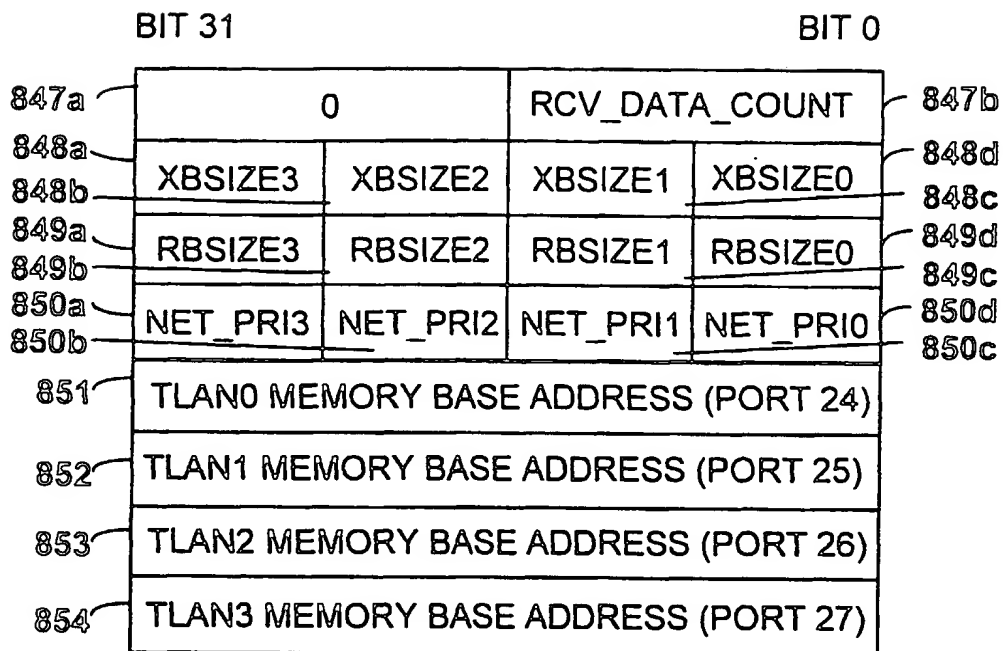 BIT 31 BIT 0
847a 0 RCV_DATA_COUNT 847b
848a XBSIZE3 XBSIZE2 XBSIZE1 XBSIZE0 848d
848b 848c
849a RBSIZE3 RBSIZE2 RBSIZE1 RBSIZE0 849d
849b 849c
850a NET_PRI3 NET_PRI2 NET_PRI1 NET_PRI0 850d
850b 850c
851 TLAN0 MEMORY BASE ADDRESS (PORT 24)
852 TLAN1 MEMORY BASE ADDRESS (PORT 25)
853 TLAN2 MEMORY BASE ADDRESS (PORT 26)
854 TLAN3 MEMORY BASE ADDRESS (PORT 27)